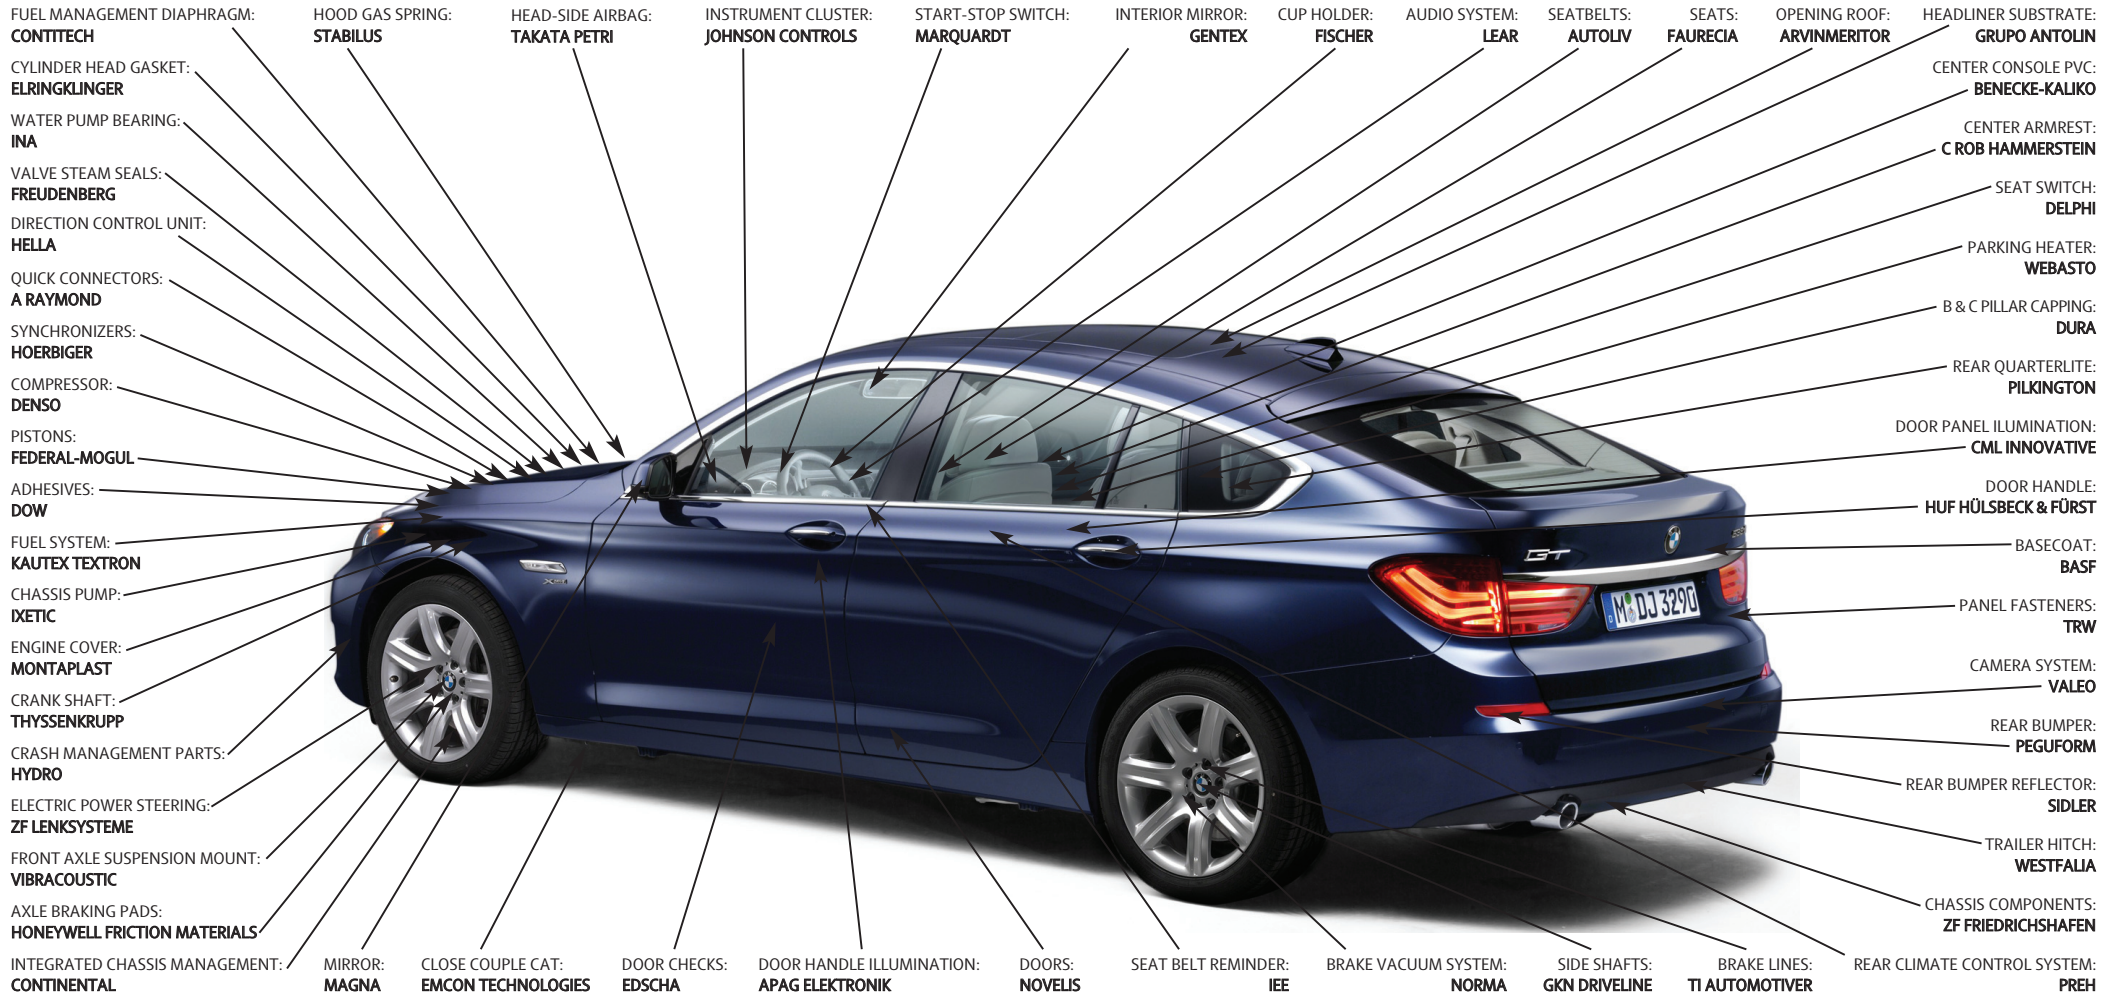 FUEL MANAGEMENT DIAPHRAGM:
CONTITECH
HOOD GAS SPRING:
STABILUS
HEAD-SIDE AIRBAG:
TAKATA PETRI
INSTRUMENT CLUSTER:
JOHNSON CONTROLS
START-STOP SWITCH:
MARQUARDT
INTERIOR MIRROR:
GENTEX
CUP HOLDER:
FISCHER
AUDIO SYSTEM:
LEAR
SEATBELTS:
AUTOLIV
SEATS:
FAURECIA
OPENING ROOF:
ARVINMERITOR
HEADLINER SUBSTRATE:
GRUPO ANTOLIN
CYLINDER HEAD GASKET:
ELRINGKLINGER
WATER PUMP BEARING:
INA
VALVE STEAM SEALS:
FREUDENBERG
DIRECTION CONTROL UNIT:
HELLA
QUICK CONNECTORS:
A RAYMOND
SYNCHRONIZERS:
HOERBIGER
COMPRESSOR:
DENSO
PISTONS:
FEDERAL-MOGUL
ADHESIVES:
DOW
FUEL SYSTEM:
KAUTEX TEXTRON
CHASSIS PUMP:
IXETIC
ENGINE COVER:
MONTAPLAST
CRANK SHAFT:
THYSSENKRUPP
CRASH MANAGEMENT PARTS:
HYDRO
ELECTRIC POWER STEERING:
ZF LENKSYSTEME
FRONT AXLE SUSPENSION MOUNT:
VIBRACOUSTIC
AXLE BRAKING PADS:
HONEYWELL FRICTION MATERIALS
INTEGRATED CHASSIS MANAGEMENT:
CONTINENTAL
CENTER CONSOLE PVC:
BENECKE-KALIKO
CENTER ARMREST:
C ROB HAMMERSTEIN
SEAT SWITCH:
DELPHI
PARKING HEATER:
WEBASTO
B & C PILLAR CAPPING:
DURA
REAR QUARTERLITE:
PILKINGTON
DOOR PANEL ILUMINATION:
CML INNOVATIVE
DOOR HANDLE:
HUF HÜLSBECK & FÜRST
BASECOAT:
BASF
PANEL FASTENERS:
TRW
CAMERA SYSTEM:
VALEO
REAR BUMPER:
PEGUFORM
REAR BUMPER REFLECTOR:
SIDLER
TRAILER HITCH:
WESTFALIA
CHASSIS COMPONENTS:
ZF FRIEDRICHSHAFEN
MIRROR:
MAGNA
CLOSE COUPLE CAT:
EMCON TECHNOLOGIES
DOOR CHECKS:
EDSCHA
DOOR HANDLE ILLUMINATION:
APAG ELEKTRONIK
DOORS:
NOVELIS
SEAT BELT REMINDER:
IEE
BRAKE VACUUM SYSTEM:
NORMA
SIDE SHAFTS:
GKN DRIVELINE
BRAKE LINES:
TI AUTOMOTIVER
REAR CLIMATE CONTROL SYSTEM:
PREH
GT
M DJ 3290